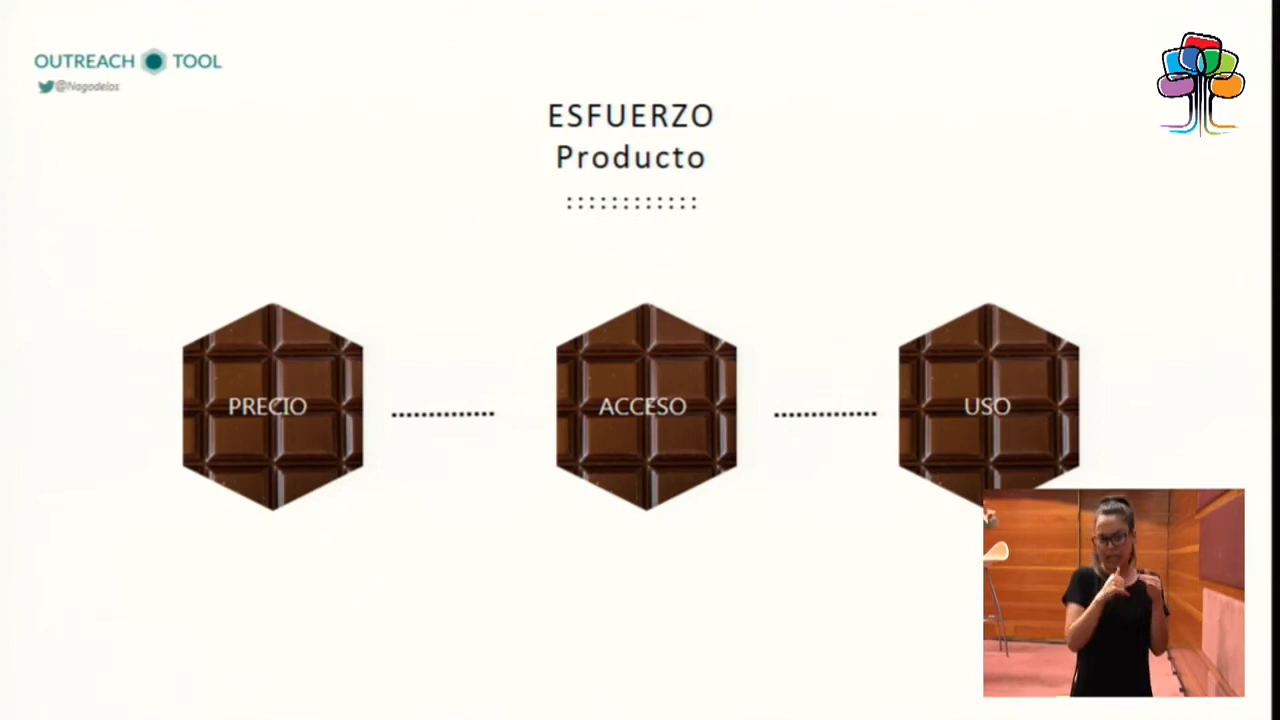 OUTREACH TOOL
@Nagodelos
ESFUERZO
Producto
PRECIO
ACCESO
USO